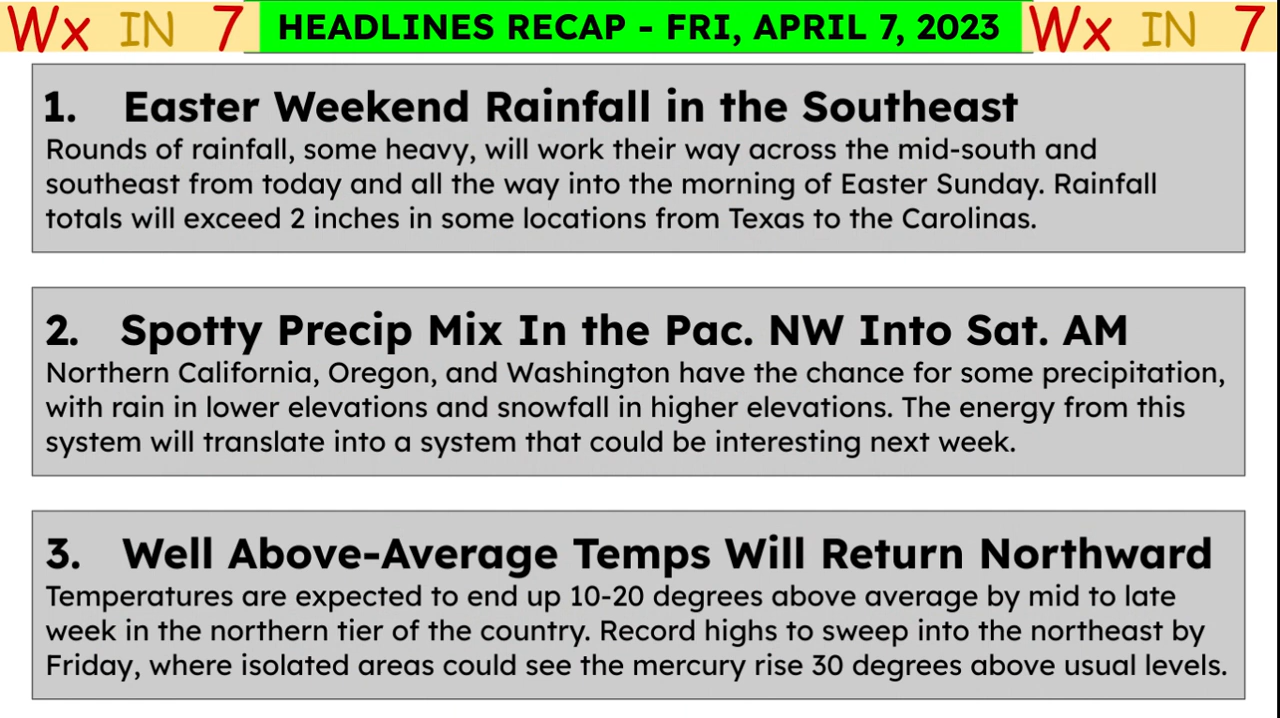 Wx IN 7 HEADLINES RECAP - FRI, APRIL 7, 2023 Wx IN 7
1. Easter Weekend Rainfall in the Southeast
Rounds of rainfall, some heavy, will work their way across the mid-south and
southeast from today and all the way into the morning of Easter Sunday. Rainfall
totals will exceed 2 inches in some locations from Texas to the Carolinas.
2. Spotty Precip Mix In the Pac. NW Into Sat. AM
Northern California, Oregon, and Washington have the chance for some precipitation,
with rain in lower elevations and snowfall in higher elevations. The energy from this
system will translate into a system that could be interesting next week.
3. Well Above-Average Temps Will Return Northward
Temperatures are expected to end up 10-20 degrees above average by mid to late
week in the northern tier of the country. Record highs to sweep into the northeast by
Friday, where isolated areas could see the mercury rise 30 degrees above usual levels.